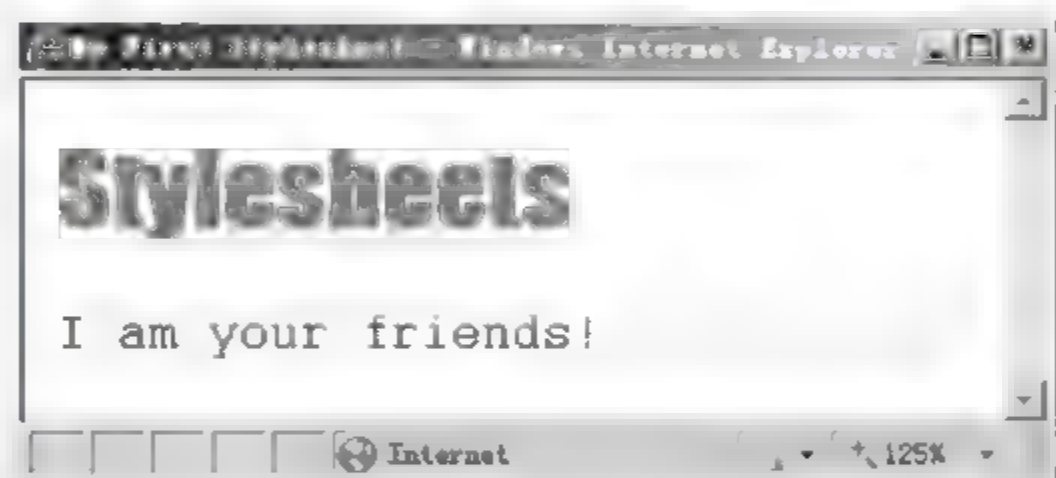 My First Stylesheet - Windows Internet Explorer
Stylesheets
I am your friends!
Internet
125%